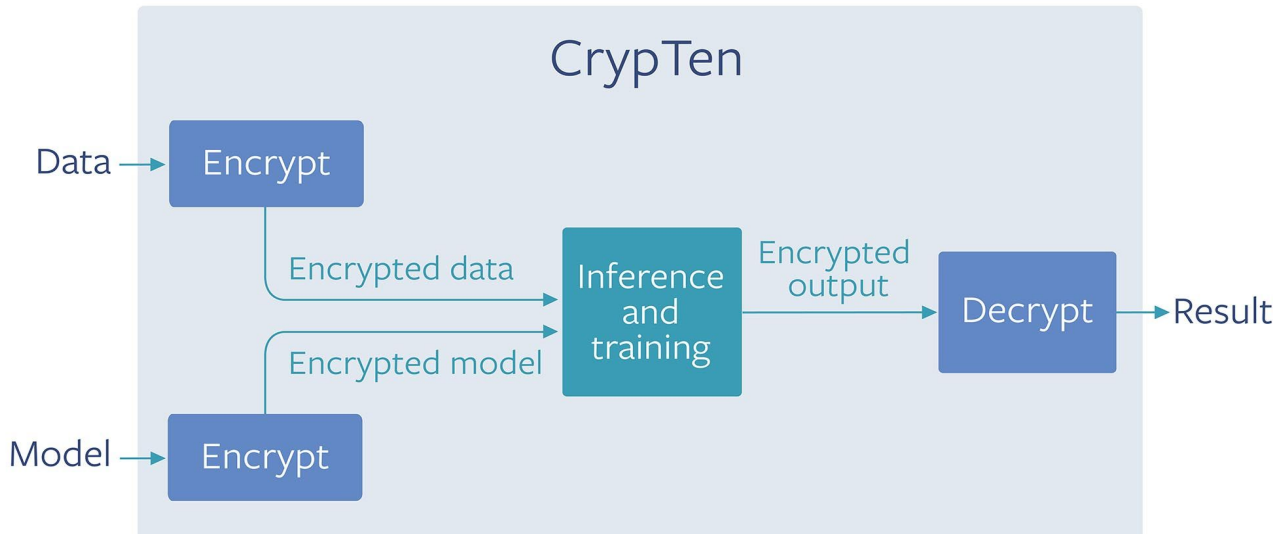 CrypTen
Data
Encrypt
Encrypted data
Encrypted model
Model
Encrypt
Inference
and
training
Encrypted
output
Decrypt
Result